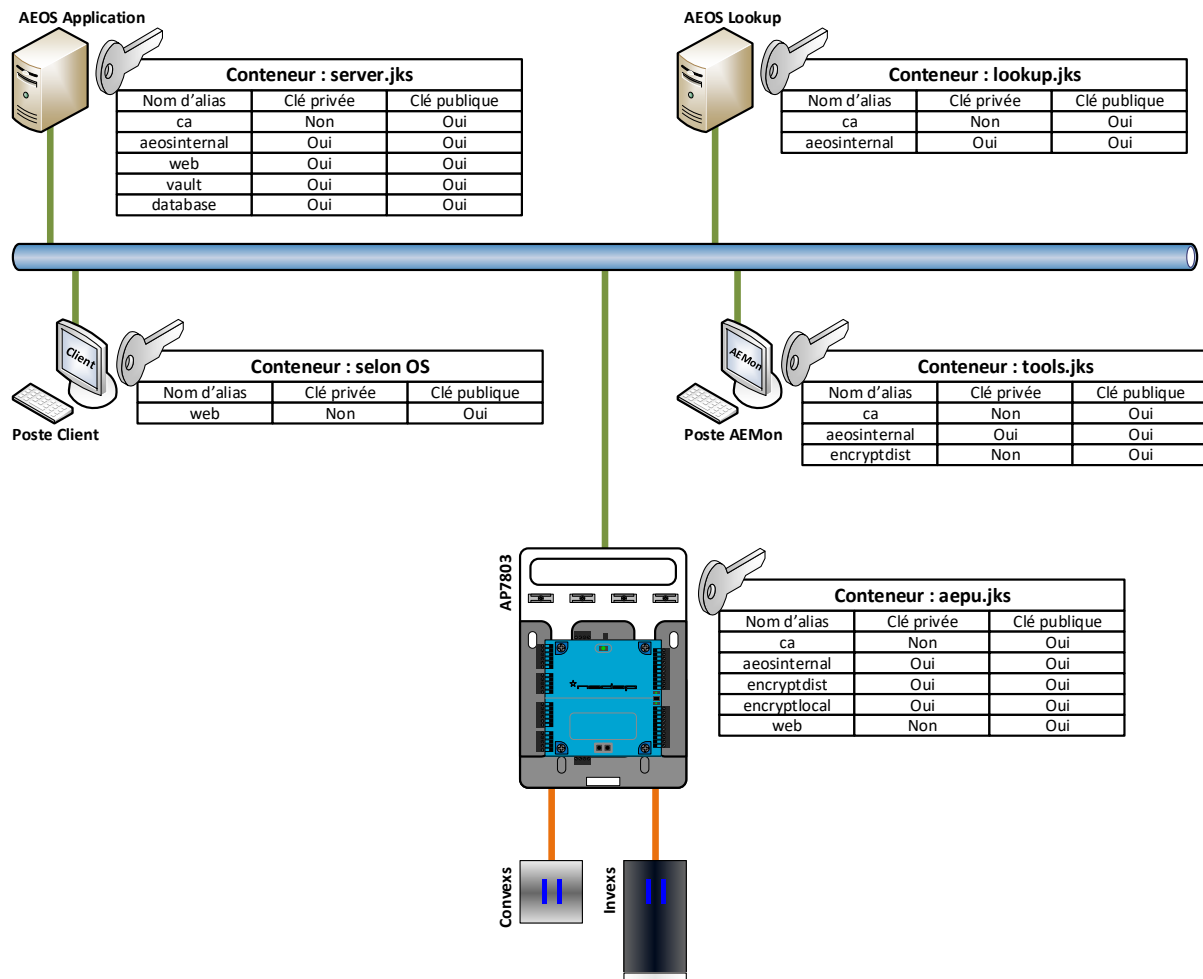 AEOS Application
Conteneur : server.jks
Nom d’alias Clé privée Clé publique
ca Non Oui
aeosinternal Oui Oui
web Oui Oui
vault Oui Oui
database Oui Oui
AEOS Lookup
Conteneur : lookup.jks
Nom d’alias Clé privée Clé publique
ca Non Oui
aeosinternal Oui Oui
Client
Poste Client
Conteneur : selon OS
Nom d’alias Clé privée Clé publique
web Non Oui
AEMon
Poste AEMon
Conteneur : tools.jks
Nom d’alias Clé privée Clé publique
ca Non Oui
aeosinternal Oui Oui
encryptdist Non Oui
AP7803
Conteneur : aepu.jks
Nom d’alias Clé privée Clé publique
ca Non Oui
aeosinternal Oui Oui
encryptdist Oui Oui
encryptlocal Oui Oui
web Non Oui
Convexs
Invexs